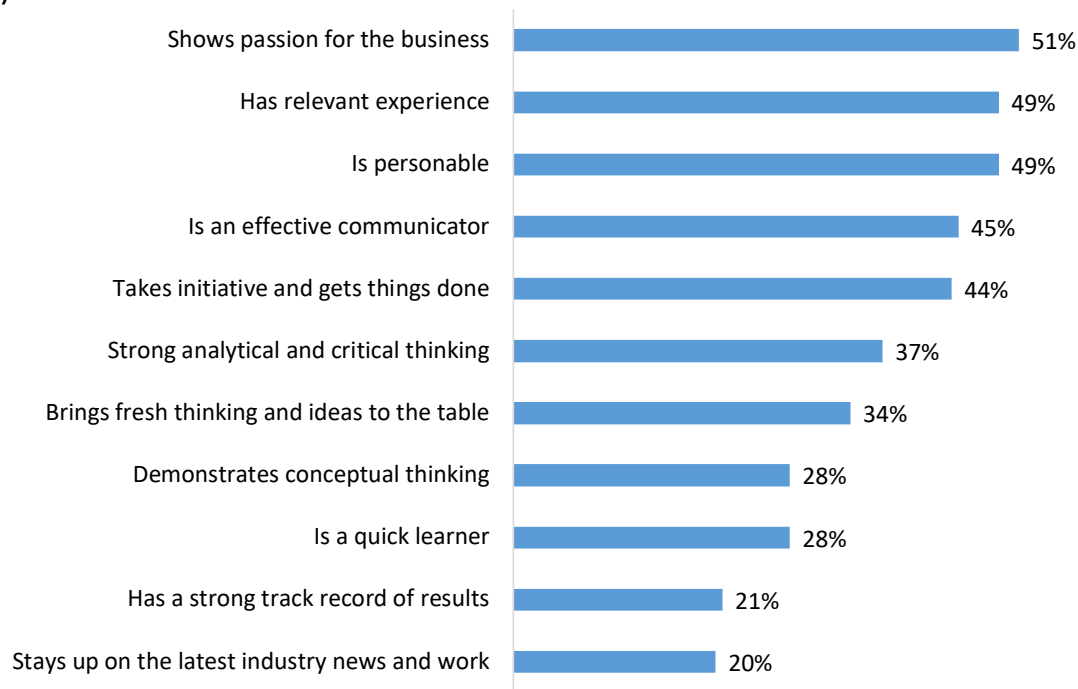 Shows passion for the business 51%
Has relevant experience 49%
Is personable 49%
Is an effective communicator 45%
Takes initiative and gets things done 44%
Strong analytical and critical thinking 37%
Brings fresh thinking and ideas to the table 34%
Demonstrates conceptual thinking 28%
Is a quick learner 28%
Has a strong track record of results 21%
Stays up on the latest industry news and work 20%